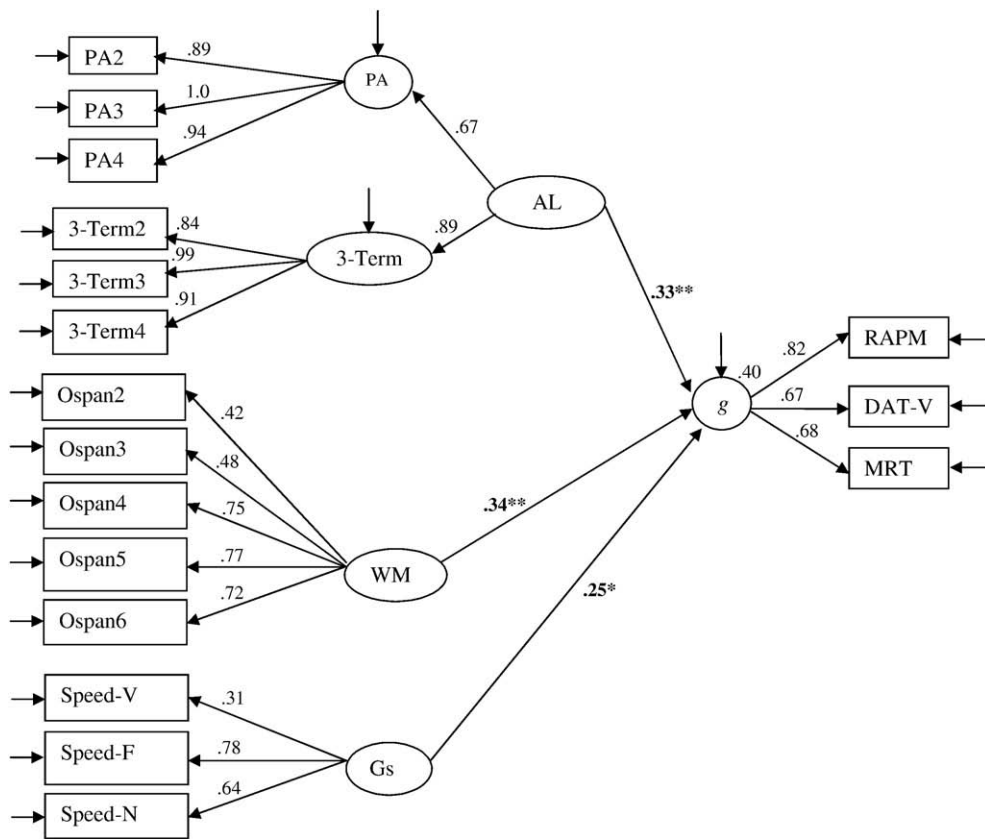 PA2
.89
PA
PA3
1.0
PA4
.94
.67
AL
3-Term2
.84
3-Term3
.99
3-Term
.89
3-Term4
.91
.33**
RAPM
.82
.40
g
DAT-V
.67
MRT
.68
Ospan2
.42
Ospan3
.48
Ospan4
.75
Ospan5
.77
Ospan6
.72
WM
.34**
.25*
Speed-V
.31
Speed-F
.78
Speed-N
.64
Gs